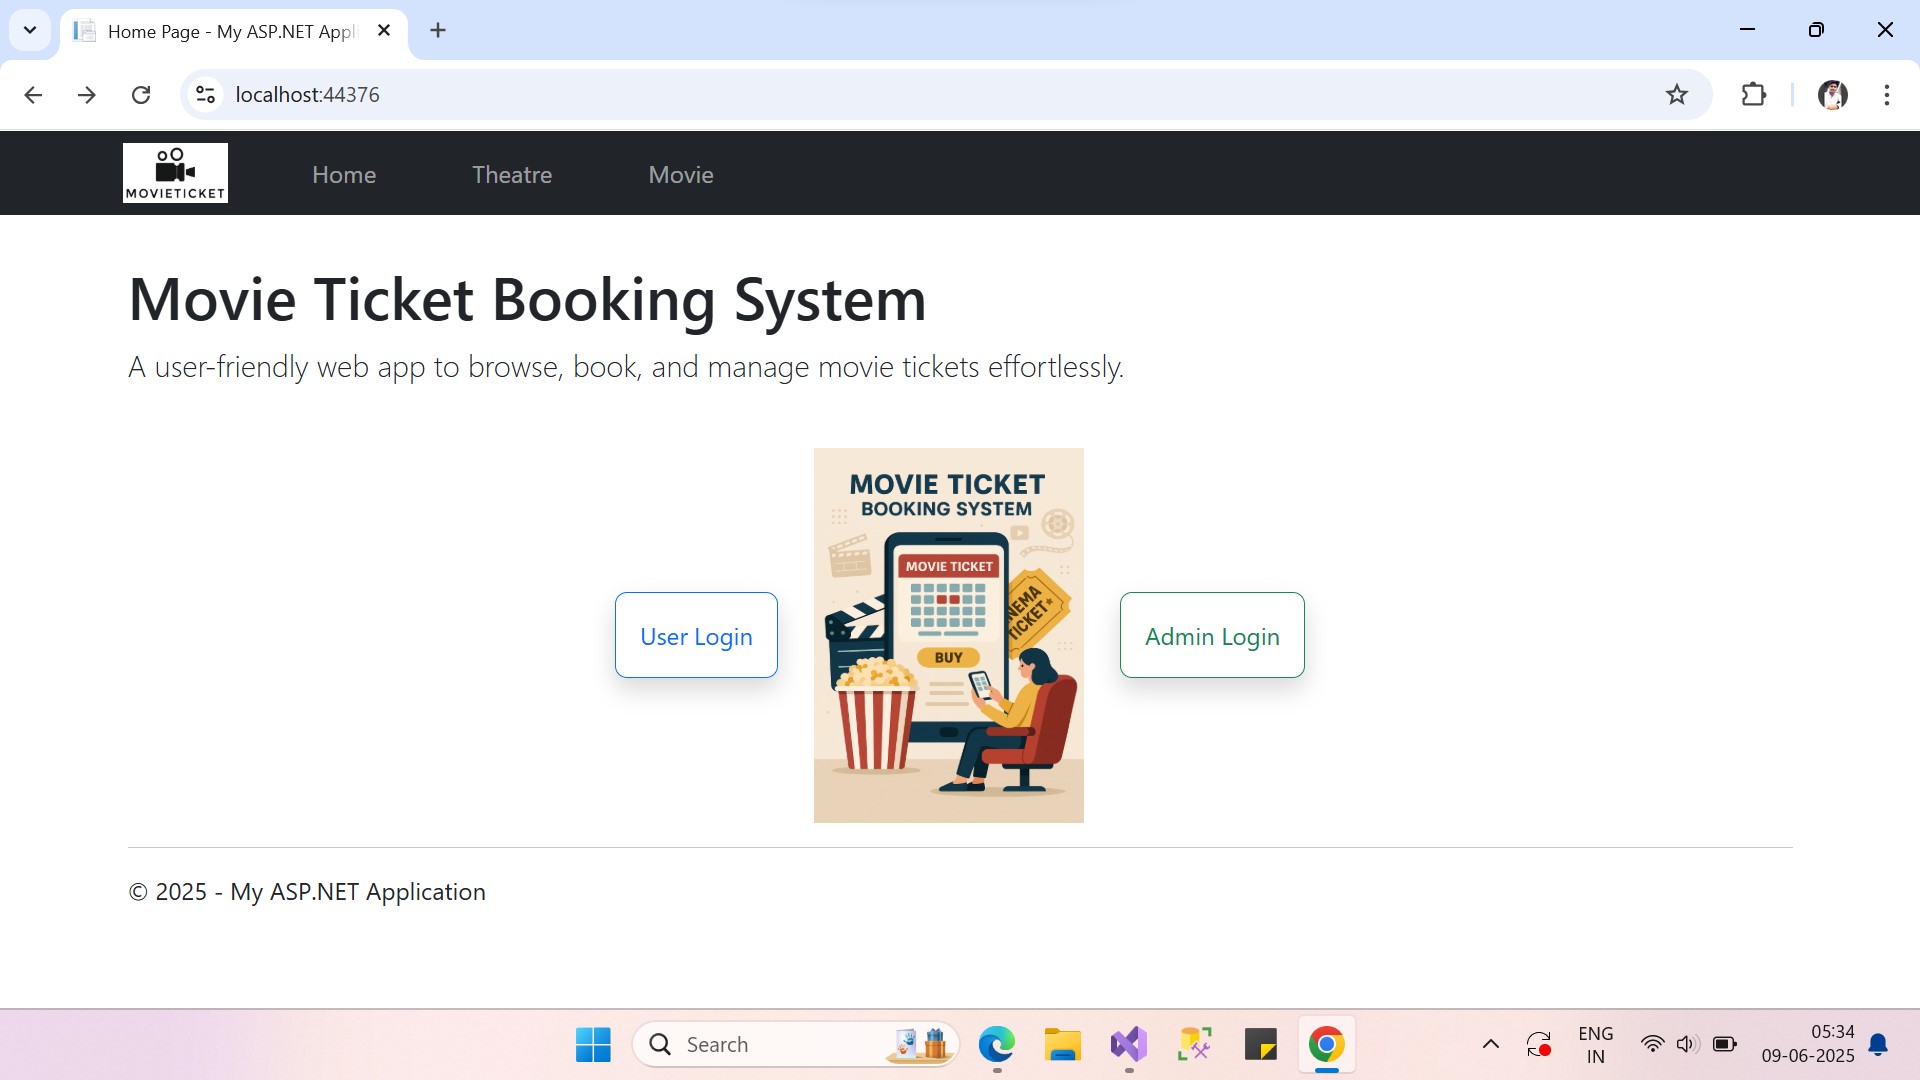 Home Page - My ASP.NET Appl
localhost:44376
MOVIETICKET
Home
Theatre
Movie
Movie Ticket Booking System
A user-friendly web app to browse, book, and manage movie tickets effortlessly.
MOVIE TICKET
BOOKING SYSTEM
MOVIE TICKET
TICKET
BUY
User Login
Admin Login
© 2025 - My ASP.NET Application
Search
ENG
IN
05:34
09-06-2025